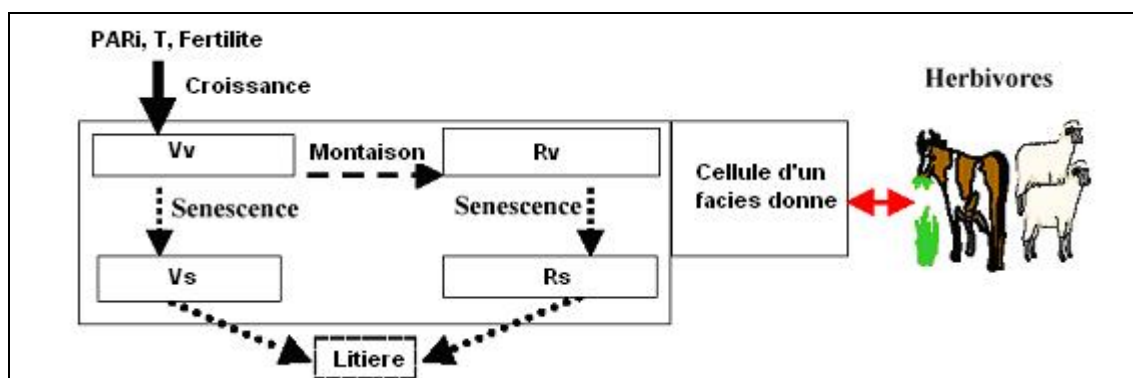 PARi, T, Fertilite
Croissance
Herbivores
Vv
Montaison
Rv
Cellule d'un
facies donne
Senescence
Senescence
Vs
Rs
Litiere